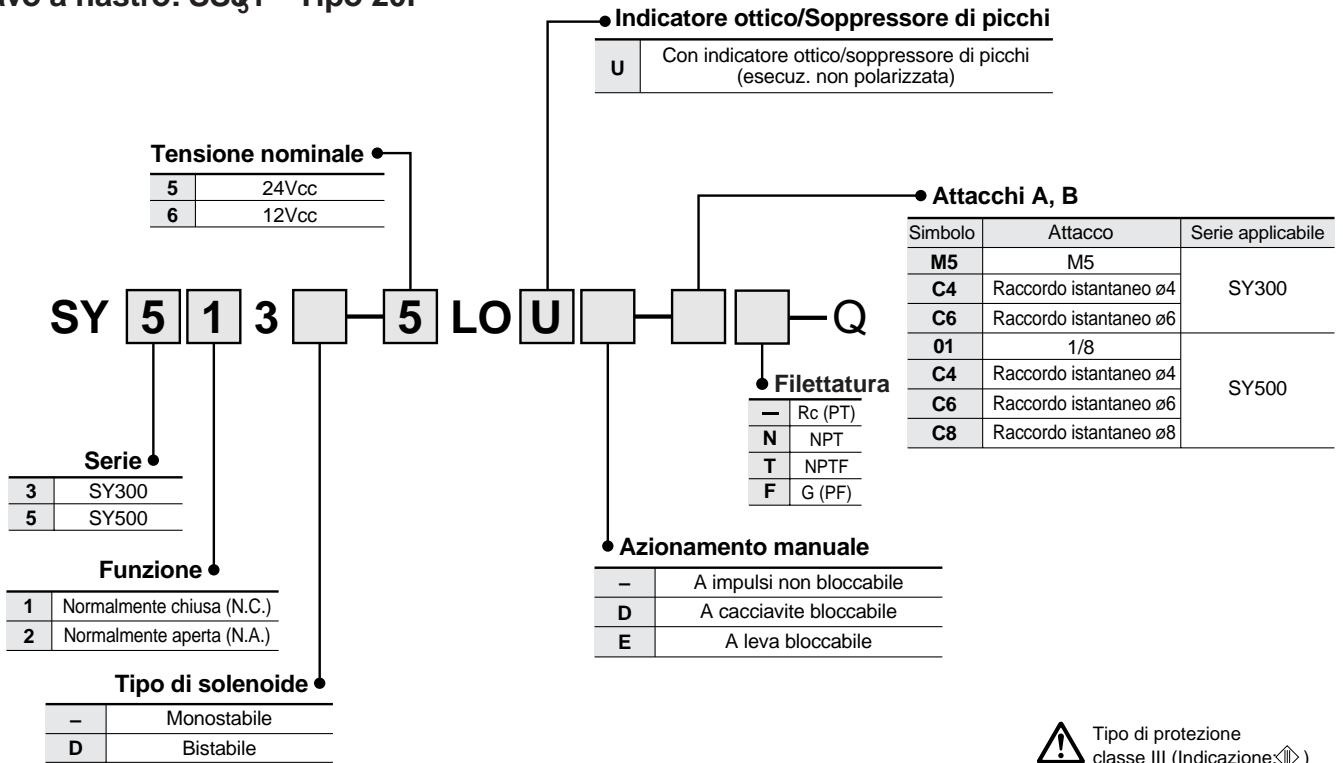 Indicatore ottico/Soppressore di picchi
U Con indicatore ottico/soppressore di picchi
(esecuz. non polarizzata)
Tensione nominale
5 24Vcc
6 12Vcc
Attacchi A, B
Simbolo Attacco Serie applicabile
M5 M5
C4 Raccordo istantaneo ø4
C6 Raccordo istantaneo ø6
SY300
01 1/8
C4 Raccordo istantaneo ø4
C6 Raccordo istantaneo ø6
C8 Raccordo istantaneo ø8
SY500
SY 5 1 3 — 5 LO U — — Q
Filettatura
– Rc (PT)
N NPT
T NPTF
F G (PF)
Serie
3 SY300
5 SY500
Azionamento manuale
– A impulsi non bloccabile
D A cacciavite bloccabile
E A leva bloccabile
Funzione
1 Normalmente chiusa (N.C.)
2 Normalmente aperta (N.A.)
Tipo di solenoide
– Monostabile
D Bistabile
Tipo di protezione
classe III (Indicazione: )